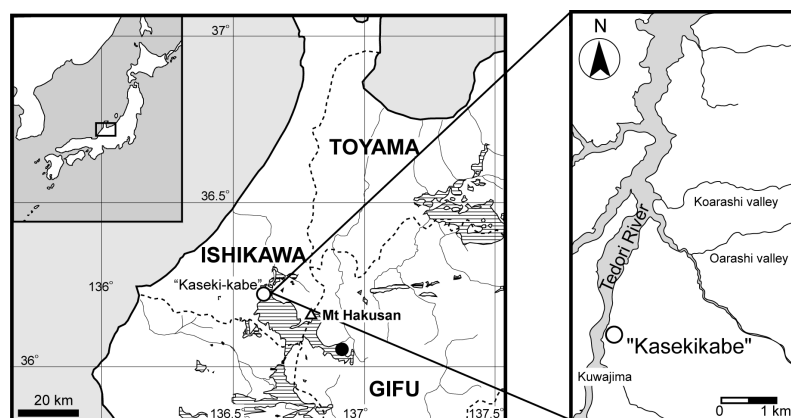 37°
TOYAMA
36.5°
ISHIKAWA
"Kaseki-kabe"
136°
Mt Hakusan
36°
GIFU
20 km
136.5°
137°
137.5°
N
Koarashi valley
Tedori River
Oarashi valley
"Kasekikabe"
Kuwajima
0 1 km